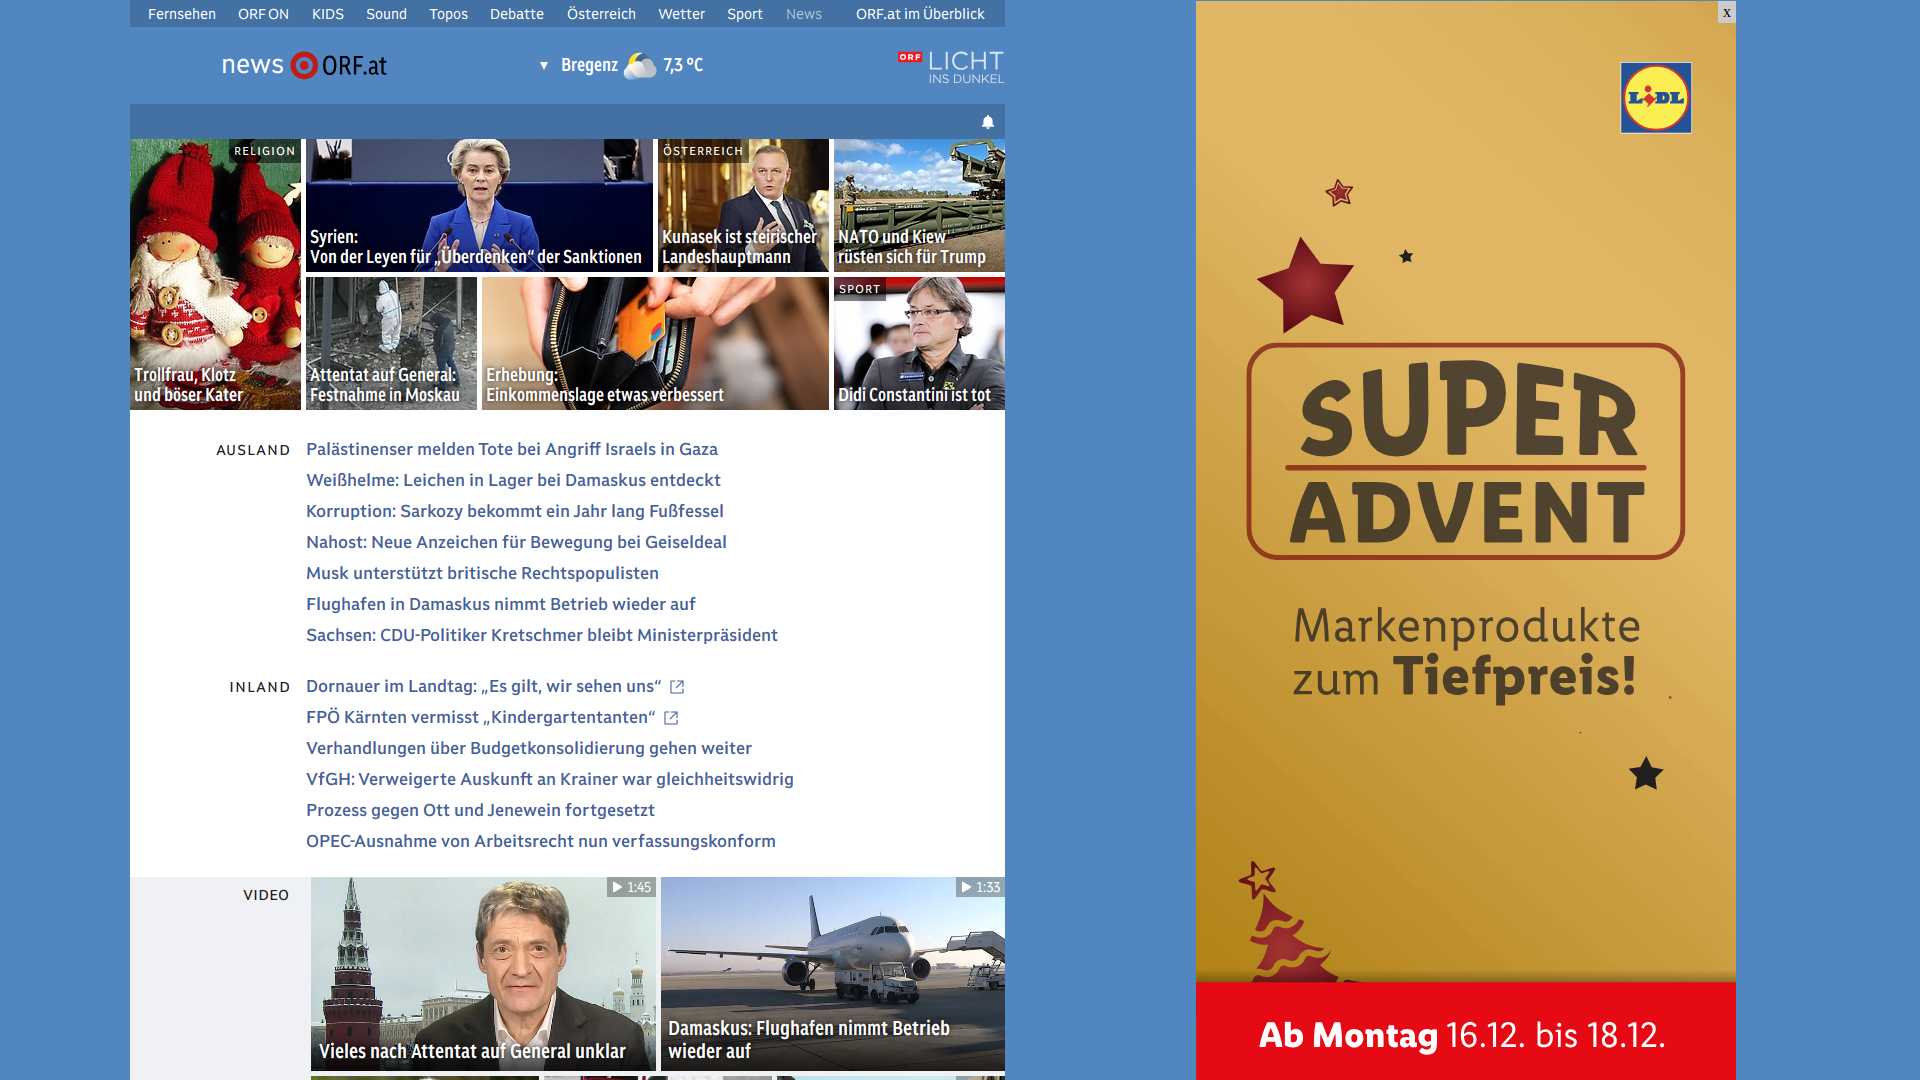 Fernsehen ORF ON KIDS Sound Topos Debatte Österreich Wetter Sport News ORF.at im Überblick
news ORF.at
Bregenz 7,3 °C
ORF LICHT
INS DUNKEL
RELIGION
Trollfrau, Klotz
und böser Kater
Syrien:
Von der Leyen für „Überdenken“ der Sanktionen
ÖSTERREICH
Kunasek ist steirischer
Landeshauptmann
NATO und Kiew
rüsten sich für Trump
Attentat auf General:
Festnahme in Moskau
Erhebung:
Einkommenslage etwas verbessert
SPORT
Didi Constantini ist tot
AUSLAND
Palästinenser melden Tote bei Angriff Israels in Gaza
Weißhelme: Leichen in Lager bei Damaskus entdeckt
Korruption: Sarkozy bekommt ein Jahr lang Fußfessel
Nahost: Neue Anzeichen für Bewegung bei Geiseldeal
Musk unterstützt britische Rechtspopulisten
Flughafen in Damaskus nimmt Betrieb wieder auf
Sachsen: CDU-Politiker Kretschmer bleibt Ministerpräsident
INLAND
Dornauer im Landtag: „Es gilt, wir sehen uns“
FPÖ Kärnten vermisst „Kindergartentanten“
Verhandlungen über Budgetkonsolidierung gehen weiter
VfGH: Verweigerte Auskunft an Krainer war gleichheitswidrig
Prozess gegen Ott und Jenewein fortgesetzt
OPEC-Ausnahme von Arbeitsrecht nun verfassungskonform
VIDEO
1:45
Vieles nach Attentat auf General unklar
1:33
Damaskus: Flughafen nimmt Betrieb
wieder auf
X
LIDL
SUPER
ADVENT
Markenprodukte
zum Tiefpreis!
Ab Montag 16.12. bis 18.12.